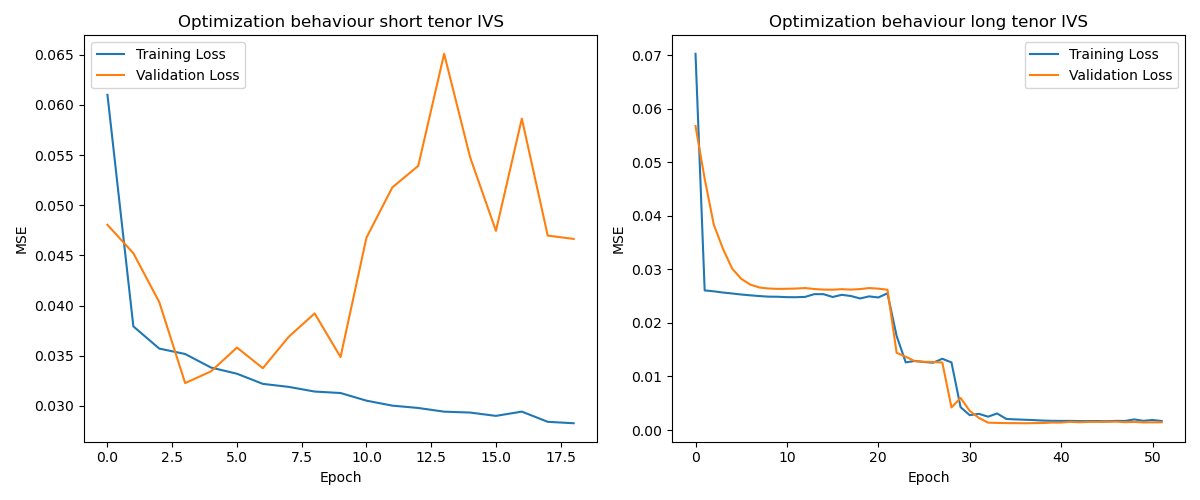 Optimization behaviour short tenor IVS
Training Loss
Validation Loss
0.065
0.060
0.055
0.050
0.045
0.040
0.035
0.030
MSE
0.0 2.5 5.0 7.5 10.0 12.5 15.0 17.5
Epoch
Optimization behaviour long tenor IVS
Training Loss
Validation Loss
0.07
0.06
0.05
0.04
0.03
0.02
0.01
0.00
MSE
0 10 20 30 40 50
Epoch